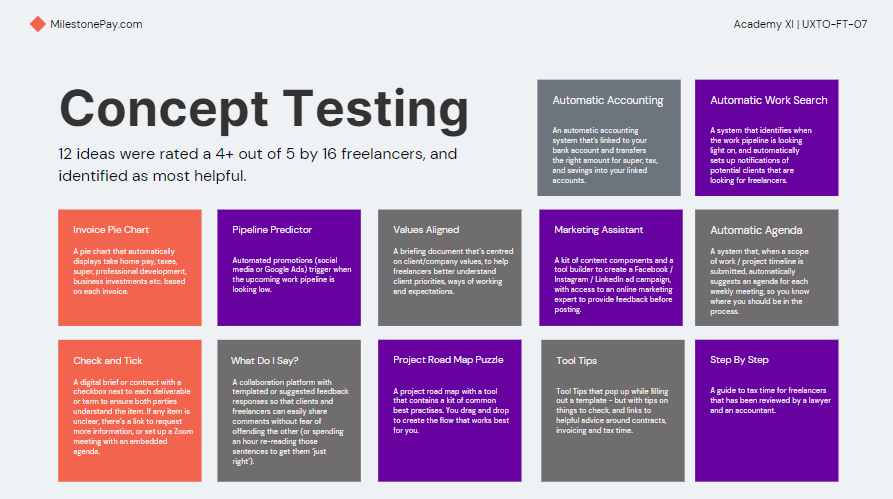 MilestonePay.com
Academy XI | UXTO-FT-07
Concept Testing
12 ideas were rated a 4+ out of 5 by 16 freelancers, and
identified as most helpful.
Automatic Accounting
An automatic accounting
system that's linked to your
bank account and transfers
the right amount for super, tax,
and savings into your linked
accounts.
Automatic Work Search
A system that identifies when
the work pipeline is looking
light on, and automatically
sets up notifications of
potential clients that are
looking for freelancers.
Invoice Pie Chart
A pie chart that automatically
displays take home pay, taxes,
super, professional development,
business investments etc. based
on each invoice.
Pipeline Predictor
Automated promotions (social
media or Google Ads) trigger when
the upcoming work pipeline is
looking low.
Values Aligned
A briefing document that's centred
on client/company values, to help
freelancers better understand
client priorities, ways of working
and expectations.
Marketing Assistant
A kit of content components and a
tool builder to create a Facebook /
Instagram / LinkedIn ad campaign,
with access to an online marketing
expert to provide feedback before
posting.
Automatic Agenda
A system that, when a scope
of work / project timeline is
submitted, automatically
suggests an agenda for each
weekly meeting, so you know
where you should be in the
process.
Check and Tick
A digital brief or contract with a
checkbox next to each deliverable
or term to ensure both parties
understand the item. If any item is
unclear, there's a link to request
more information, or set up a Zoom
meeting with an embedded
agenda.
What Do I Say?
A collaboration platform with
templated or suggested feedback
responses so that clients and
freelancers can easily share
comments without fear of
offending the other (or spending
an hour re-reading those
sentences to get them 'just
right').
Project Road Map Puzzle
A project road map with a tool
that contains a kit of common
best practises. You drag and drop
to create the flow that works best
for you.
Tool Tips
Tool Tips that pop up while filling
out a template - but with tips on
things to check, and links to
helpful advice around contracts,
invoicing and tax time.
Step By Step
A guide to tax time for freelancers
that has been reviewed by a lawyer
and an accountant.